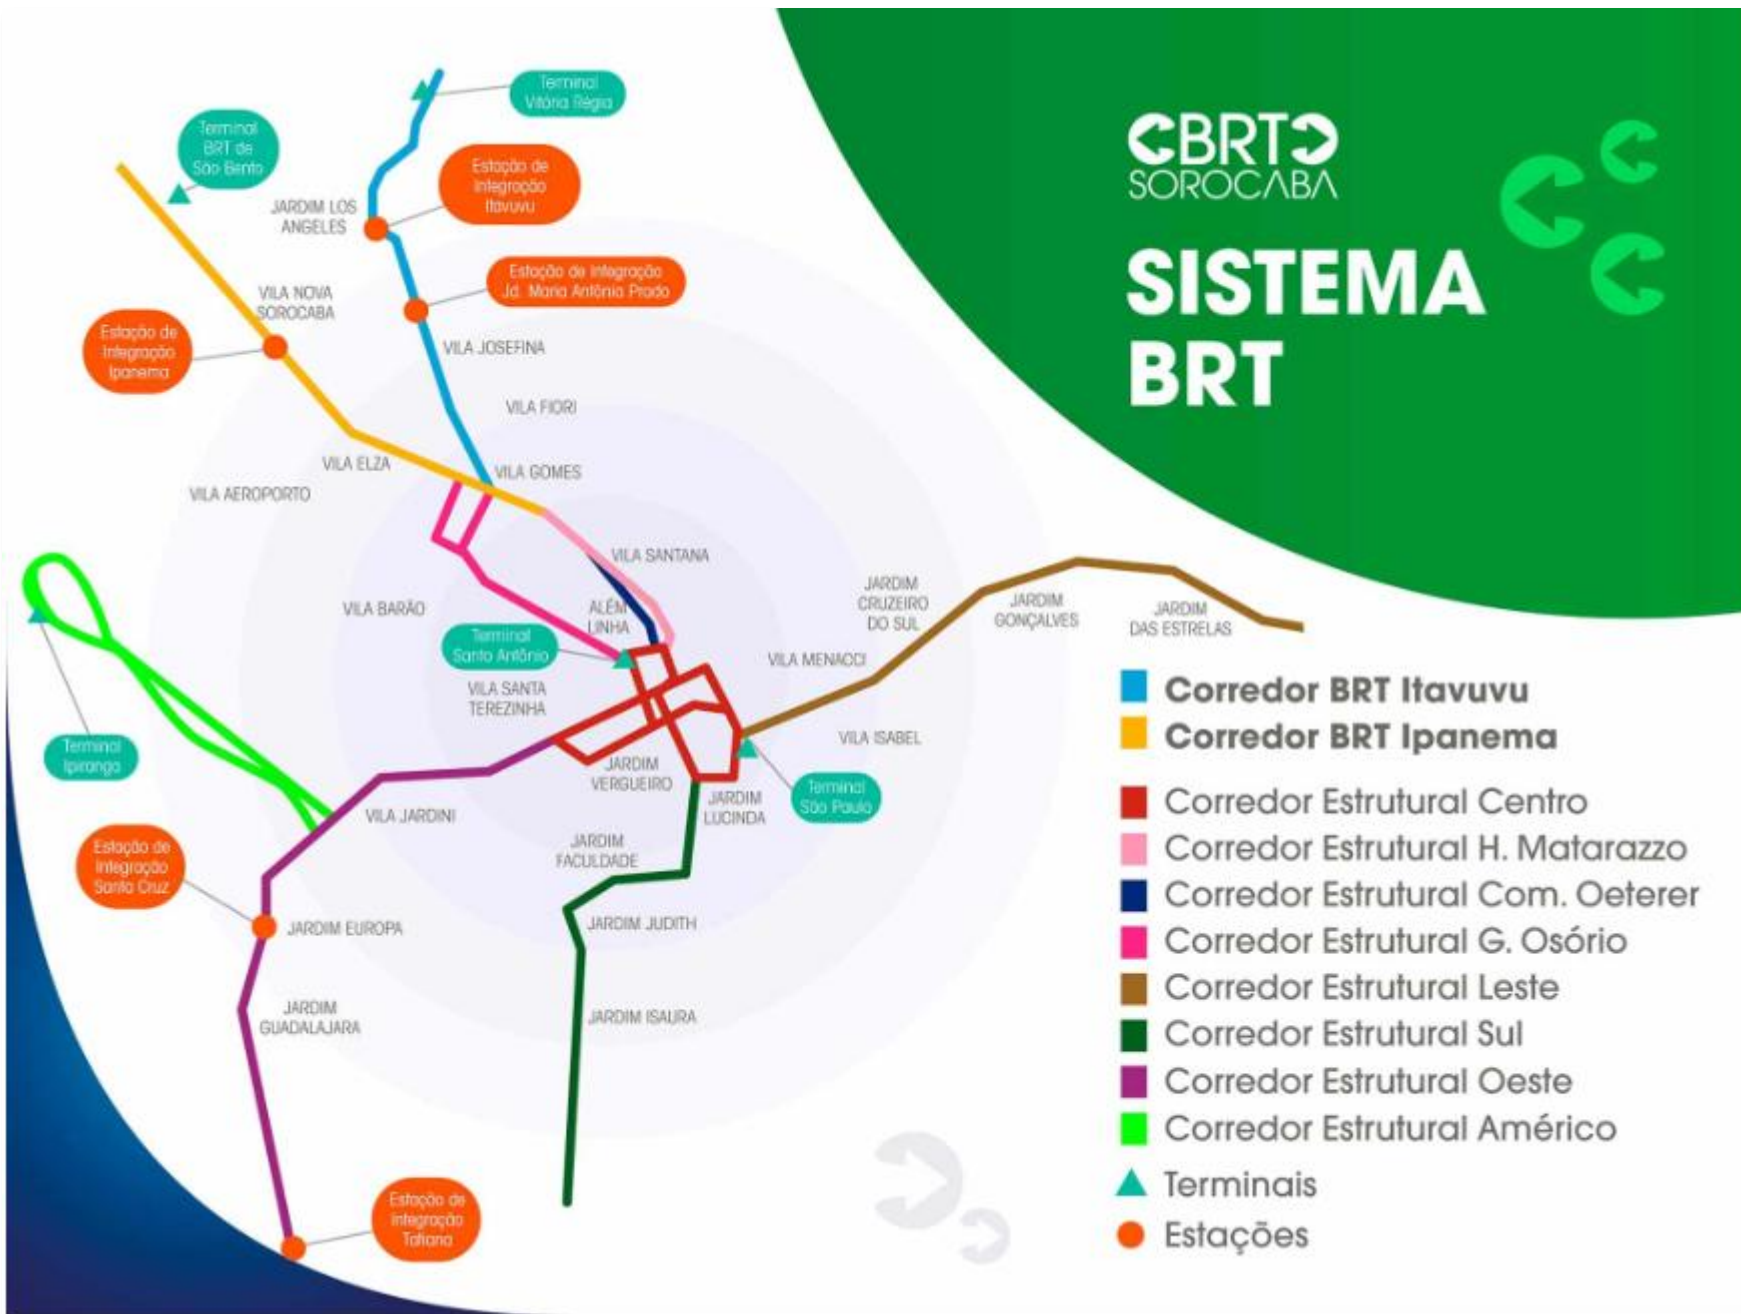 Terminal
Vitória Régia
Terminal
BRT de
São Bento
Estação de
Integração
Itavuvu
JARDIM LOS
ANGELES
Estação de Integração
Jd. Maria Antônia Prado
VILA NOVA
SOROCABA
Estação de
Integração
Ipanema
VILA JOSEFINA
VILA FIORI
VILA ELZA
VILA GOMES
VILA AEROPORTO
VILA SANTANA
VILA BARÃO
ALÉM
LINHA
Terminal
Santo Antônio
JARDIM
CRUZEIRO
DO SUL
JARDIM
GONÇALVES
JARDIM
DAS ESTRELAS
VILA MENACCI
VILA SANTA
TEREZINHA
VILA ISABEL
Terminal
Ipiranga
JARDIM
VERGUEIRO
JARDIM
LUCINDA
Terminal
São Paulo
VILA JARDINI
JARDIM
FACULDADE
Estação de
Integração
Santa Cruz
JARDIM EUROPA
JARDIM JUDITH
JARDIM
GUADALAJARA
JARDIM ISAURA
Estação de
Integração
Tatiana
BRT
SOROCABA
SISTEMA
BRT
Corredor BRT Itavuvu
Corredor BRT Ipanema
Corredor Estrutural Centro
Corredor Estrutural H. Matarazzo
Corredor Estrutural Com. Oeterer
Corredor Estrutural G. Osório
Corredor Estrutural Leste
Corredor Estrutural Sul
Corredor Estrutural Oeste
Corredor Estrutural Américo
Terminais
Estações